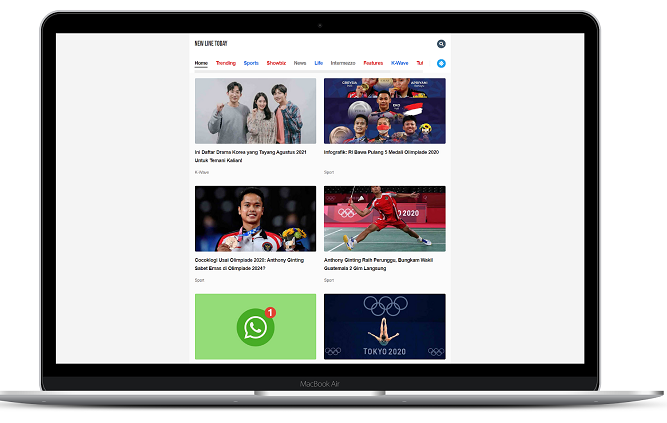 NEW LINE TODAY
Home Trending Sports Showbiz News Life Intermezzo Features K-Wave Tul
Ini Daftar Drama Korea yang Tayang Agustus 2021
Untuk Temani Kalian!
K-Wave
Infografik: RI Bawa Pulang 5 Medali Olimpiade 2020
Sport
2020
Cocoklogi Usai Olimpiade 2020: Anthony Ginting
Sabet Emas di Olimpiade 2024?
Sport
Anthony Ginting Raih Perunggu, Bungkam Wakil
Guatemala 2 Gim Langsung
Sport
1
TOKYO 2020
MacBook Air